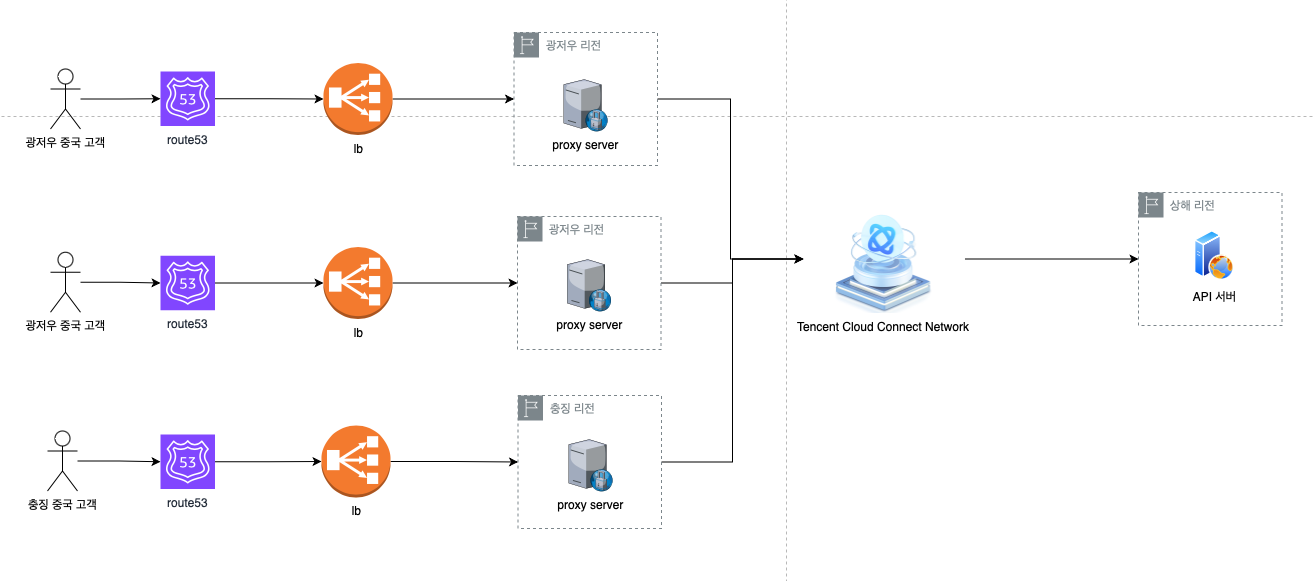 광저우 리전
53
광저우 중국 고객
route53
lb
proxy server
상해 리전
API 서버
광저우 리전
53
광저우 중국 고객
route53
lb
proxy server
Tencent Cloud Connect Network
충징 리전
53
충징 중국 고객
route53
lb
proxy server